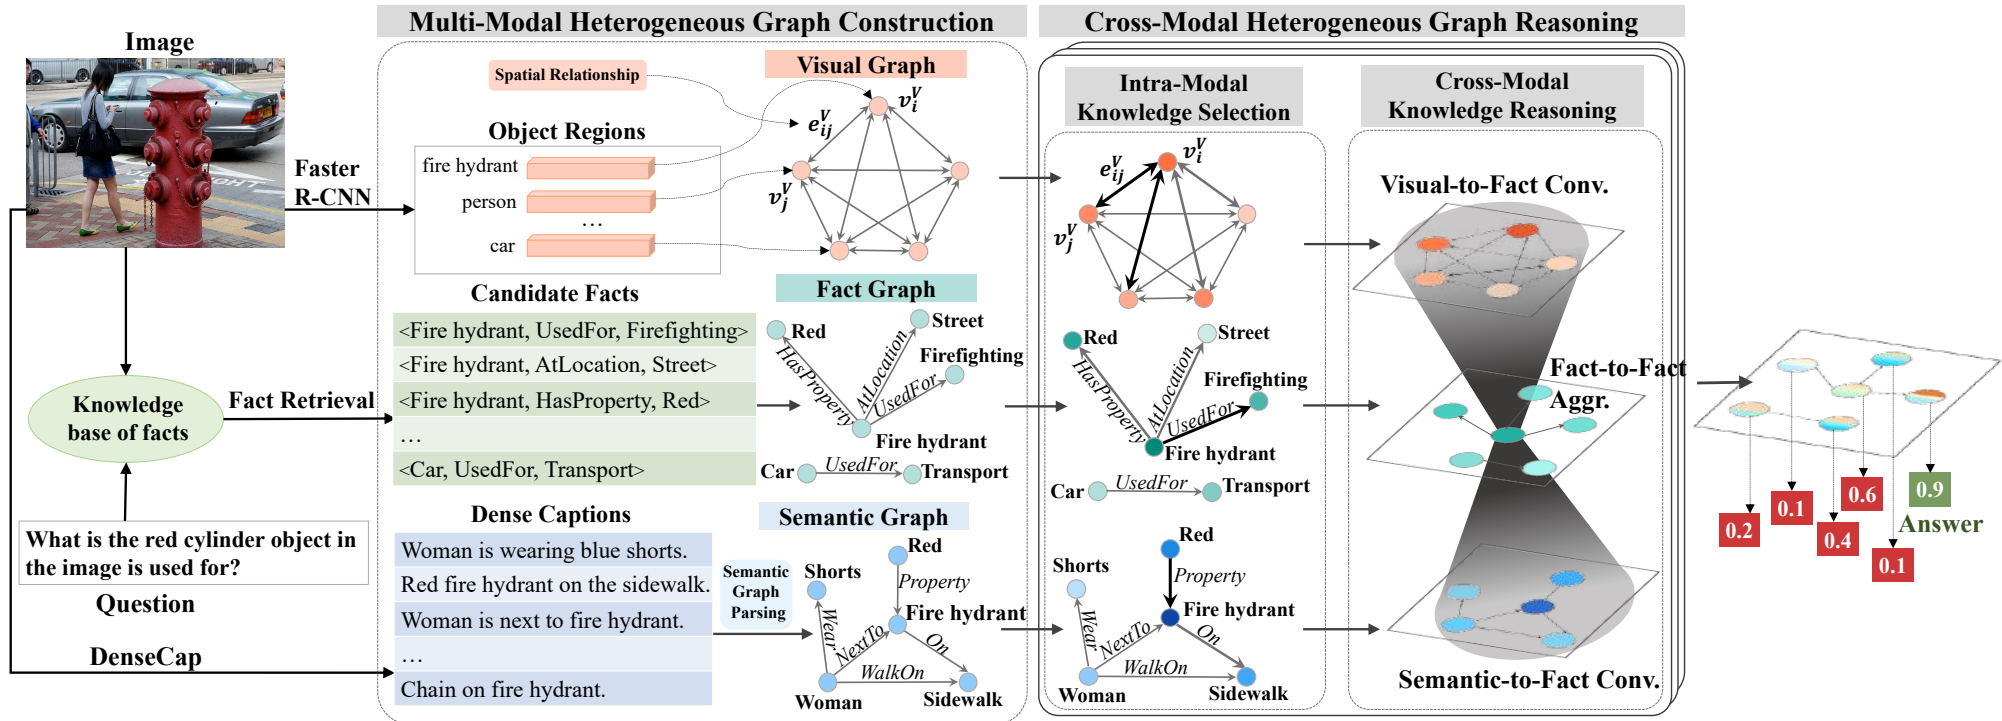 Multi-Modal Heterogeneous Graph Construction
Cross-Modal Heterogeneous Graph Reasoning
Image
Faster
R-CNN
Knowledge
base of facts
Fact Retrieval
What is the red cylinder object in
the image is used for?
Question
DenseCap
Spatial Relationship
Visual Graph
Object Regions
fire hydrant
person
...
car
v_i^V
e_ij^V
v_j^V
Candidate Facts
<Fire hydrant, UsedFor, Firefighting>
<Fire hydrant, AtLocation, Street>
<Fire hydrant, HasProperty, Red>
...
<Car, UsedFor, Transport>
Fact Graph
Red
Street
Firefighting
HasProperty
AtLocation
UsedFor
Fire hydrant
Car
UsedFor
Transport
Dense Captions
Woman is wearing blue shorts.
Red fire hydrant on the sidewalk.
Woman is next to fire hydrant.
...
Chain on fire hydrant.
Semantic
Graph
Parsing
Semantic Graph
Red
Shorts
Property
Fire hydrant
Wear
NextTo
On
WalkOn
Woman
Sidewalk
Intra-Modal
Knowledge Selection
e_ij^V
v_i^V
v_j^V
Red
Street
Firefighting
HasProperty
AtLocation
UsedFor
Fire hydrant
Car
UsedFor
Transport
Red
Shorts
Property
Fire hydrant
Wear
NextTo
On
WalkOn
Woman
Sidewalk
Cross-Modal
Knowledge Reasoning
Visual-to-Fact Conv.
Fact-to-Fact
Aggr.
Semantic-to-Fact Conv.
0.2
0.1
0.4
0.6
0.1
0.9
Answer